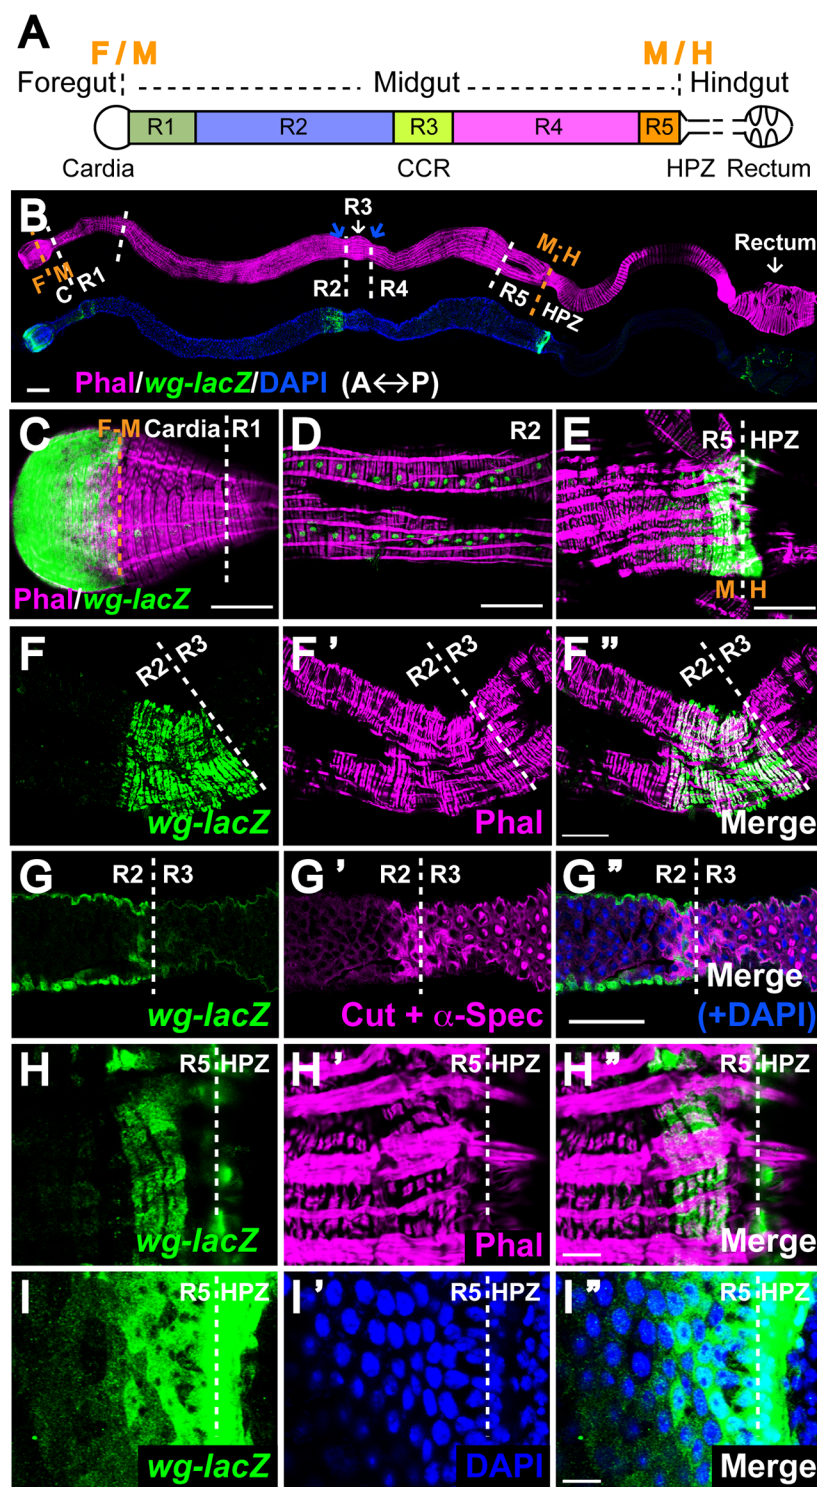 A
F / M
M / H
Foregut
Midgut
Hindgut
R1
R2
R3
R4
R5
Cardia
CCR
HPZ
Rectum
B
R3
F
M
C
R1
R2
R4
M
H
R5
HPZ
Rectum
Phal/wg-lacZ/DAPI (A↔P)
C
F-M
Cardia
R1
Phal/wg-lacZ
D
R2
E
R5
HPZ
M
H
F
R2
R3
wg-lacZ
F’
R2
R3
Phal
F”
R2
R3
Merge
G
R2
R3
wg-lacZ
G’
R2
R3
Cut + α-Spec
G”
R2
R3
Merge
(+DAPI)
H
R5
HPZ
wg-lacZ
H’
R5
HPZ
Phal
H”
R5
HPZ
Merge
I
R5
HPZ
wg-lacZ
I’
R5
HPZ
DAPI
I”
R5
HPZ
Merge